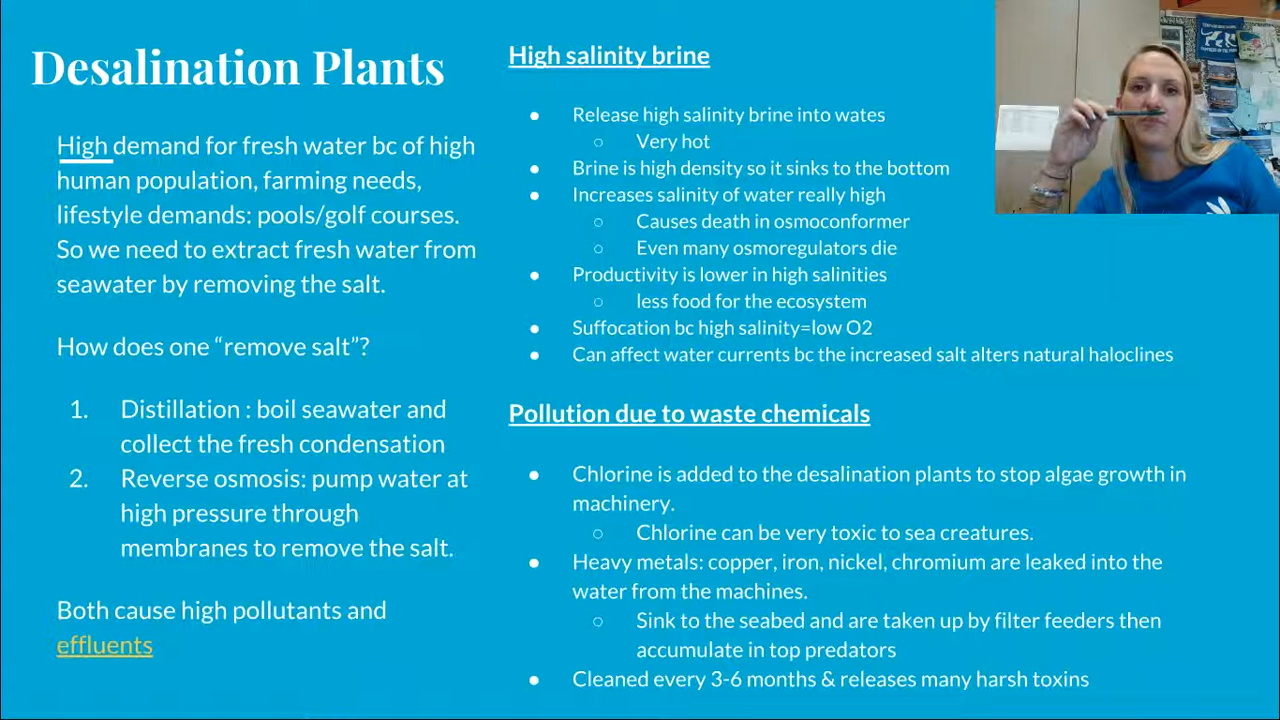 Desalination Plants
High demand for fresh water bc of high
human population, farming needs,
lifestyle demands: pools/golf courses.
So we need to extract fresh water from
seawater by removing the salt.
How does one “remove salt”?
1. Distillation : boil seawater and
collect the fresh condensation
2. Reverse osmosis: pump water at
high pressure through
membranes to remove the salt.
Both cause high pollutants and
effluents
High salinity brine
● Release high salinity brine into wates
○ Very hot
● Brine is high density so it sinks to the bottom
● Increases salinity of water really high
○ Causes death in osmoconformer
○ Even many osmoregulators die
● Productivity is lower in high salinities
○ less food for the ecosystem
● Suffocation bc high salinity=low O2
● Can affect water currents bc the increased salt alters natural haloclines
Pollution due to waste chemicals
● Chlorine is added to the desalination plants to stop algae growth in
machinery.
○ Chlorine can be very toxic to sea creatures.
● Heavy metals: copper, iron, nickel, chromium are leaked into the
water from the machines.
○ Sink to the seabed and are taken up by filter feeders then
accumulate in top predators
● Cleaned every 3-6 months & releases many harsh toxins